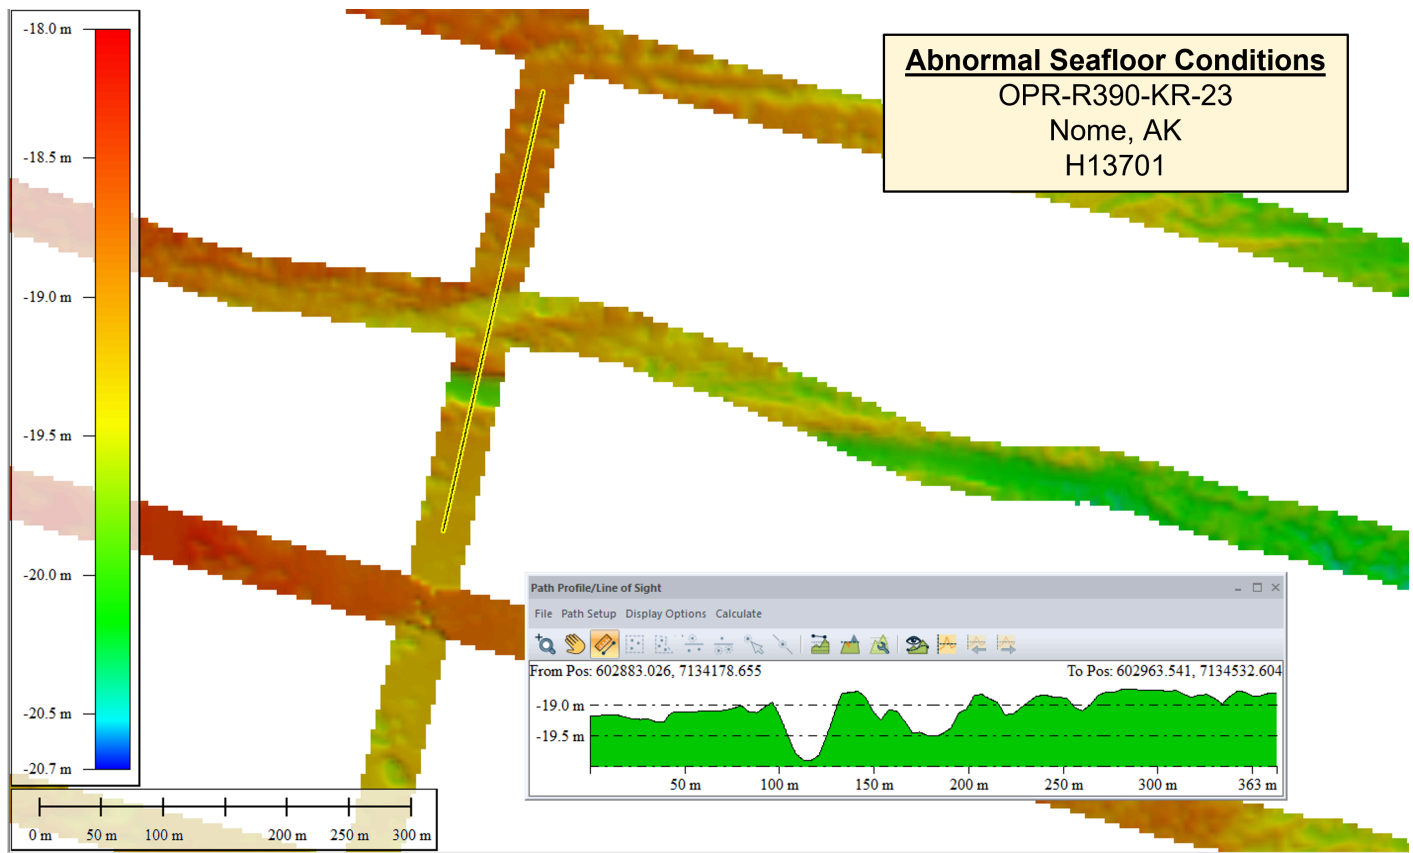 -18.0 m
-18.5 m
-19.0 m
-19.5 m
-20.0 m
-20.5 m
-20.7 m
Abnormal Seafloor Conditions
OPR-R390-KR-23
Nome, AK
H13701
Path Profile/Line of Sight
File Path Setup Display Options Calculate
From Pos: 602883.026, 7134178.655 To Pos: 602963.541, 7134532.604
-19.0 m
-19.5 m
50 m 100 m 150 m 200 m 250 m 300 m 363 m
0 m 50 m 100 m 200 m 250 m 300 m